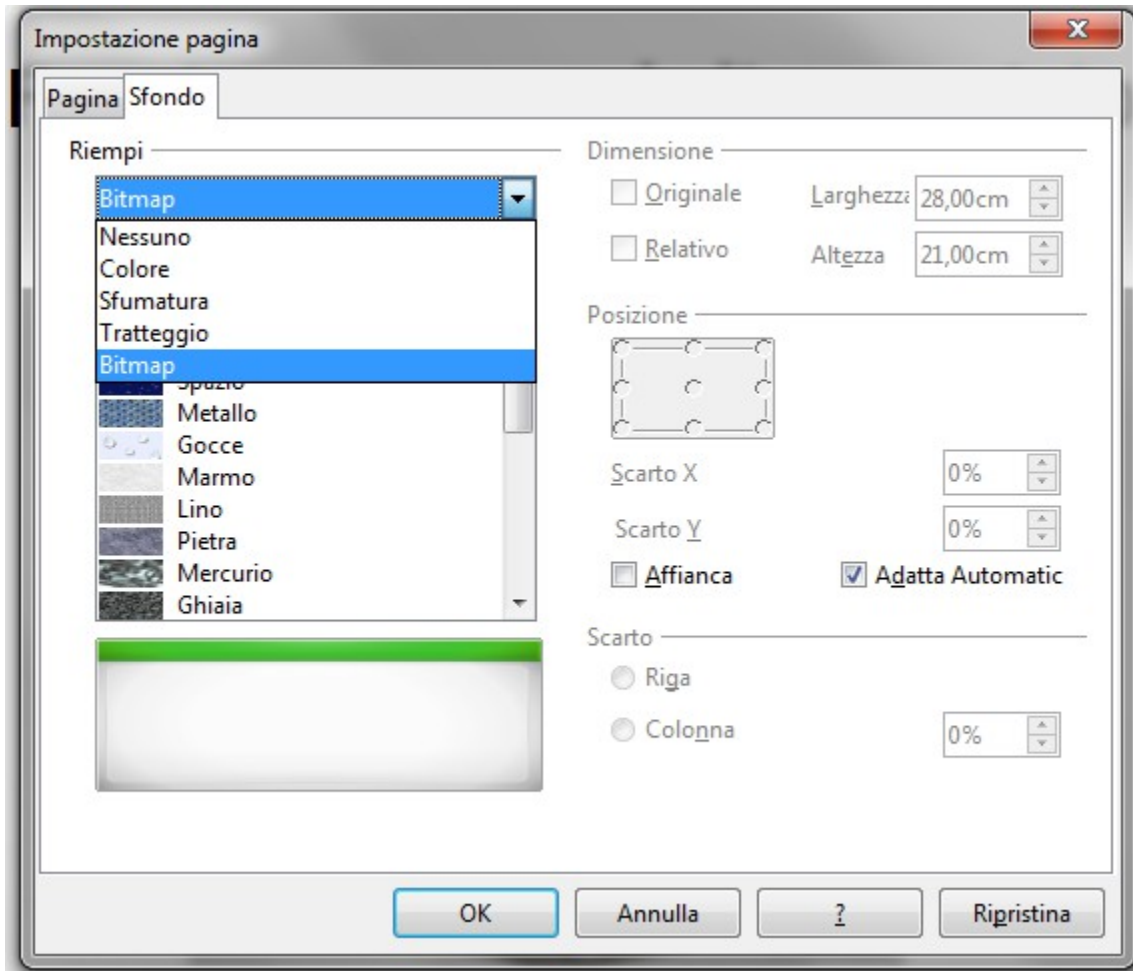 Impostazione pagina
Pagina
Sfondo
Riempi
Bitmap
Nessuno
Colore
Sfumatura
Tratteggio
Bitmap
Spazio
Metallo
Gocce
Marmo
Lino
Pietra
Mercurio
Ghiaia
Dimensione
Originale
Larghezza
28,00cm
Relativo
Altezza
21,00cm
Posizione
Scarto X
0%
Scarto Y
0%
Affianca
Adatta Automatic
Scarto
Riga
Colonna
0%
OK
Annulla
?
Ripristina